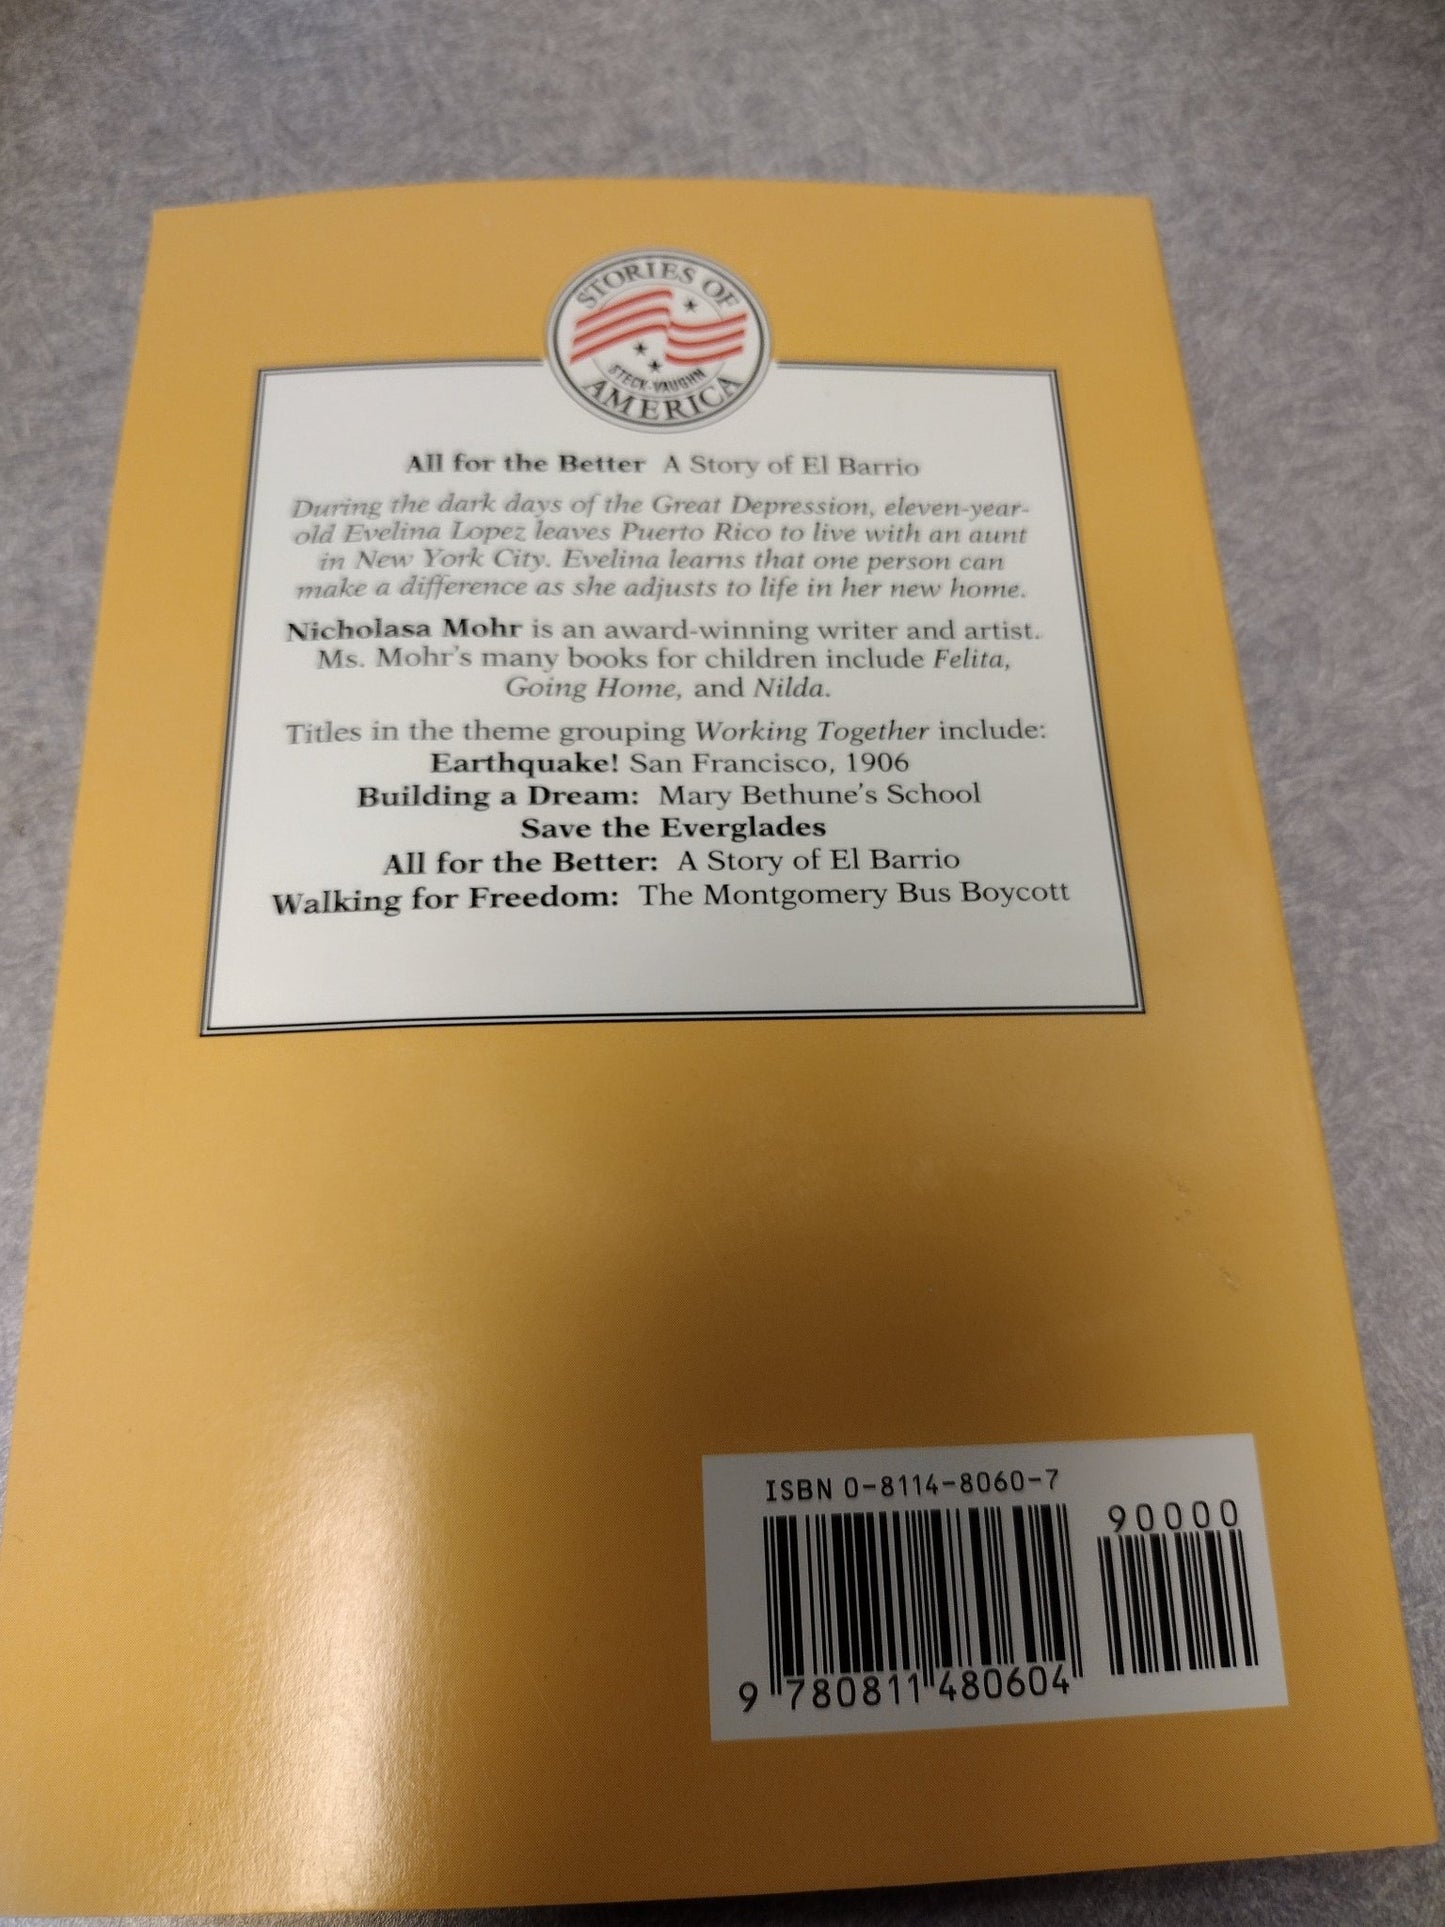 STORIES OF
STECK-VAUGHN
AMERICA
All for the Better A Story of El Barrio
During the dark days of the Great Depression, eleven-year-
old Evelina Lopez leaves Puerto Rico to live with an aunt
in New York City. Evelina learns that one person can
make a difference as she adjusts to life in her new home.
Nicholasa Mohr is an award-winning writer and artist.
Ms. Mohr's many books for children include Felita,
Going Home, and Nilda.
Titles in the theme grouping Working Together include:
Earthquake! San Francisco, 1906
Building a Dream: Mary Bethune's School
Save the Everglades
All for the Better: A Story of El Barrio
Walking for Freedom: The Montgomery Bus Boycott
ISBN 0-8114-8060-7
90000
9 780811 480604